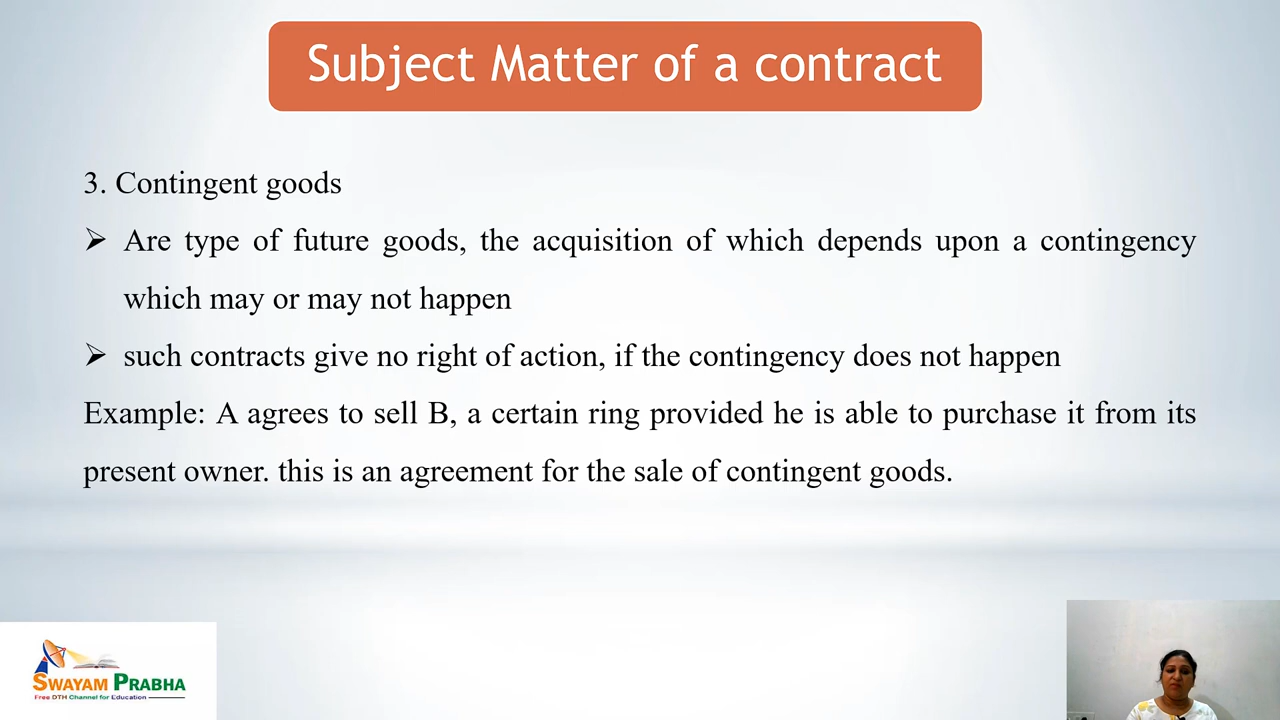 Subject Matter of a contract
3. Contingent goods
➢ Are type of future goods, the acquisition of which depends upon a contingency
which may or may not happen
➢ such contracts give no right of action, if the contingency does not happen
Example: A agrees to sell B, a certain ring provided he is able to purchase it from its
present owner. this is an agreement for the sale of contingent goods.
SWAYAM PRABHA
Free DTH Channel for Education